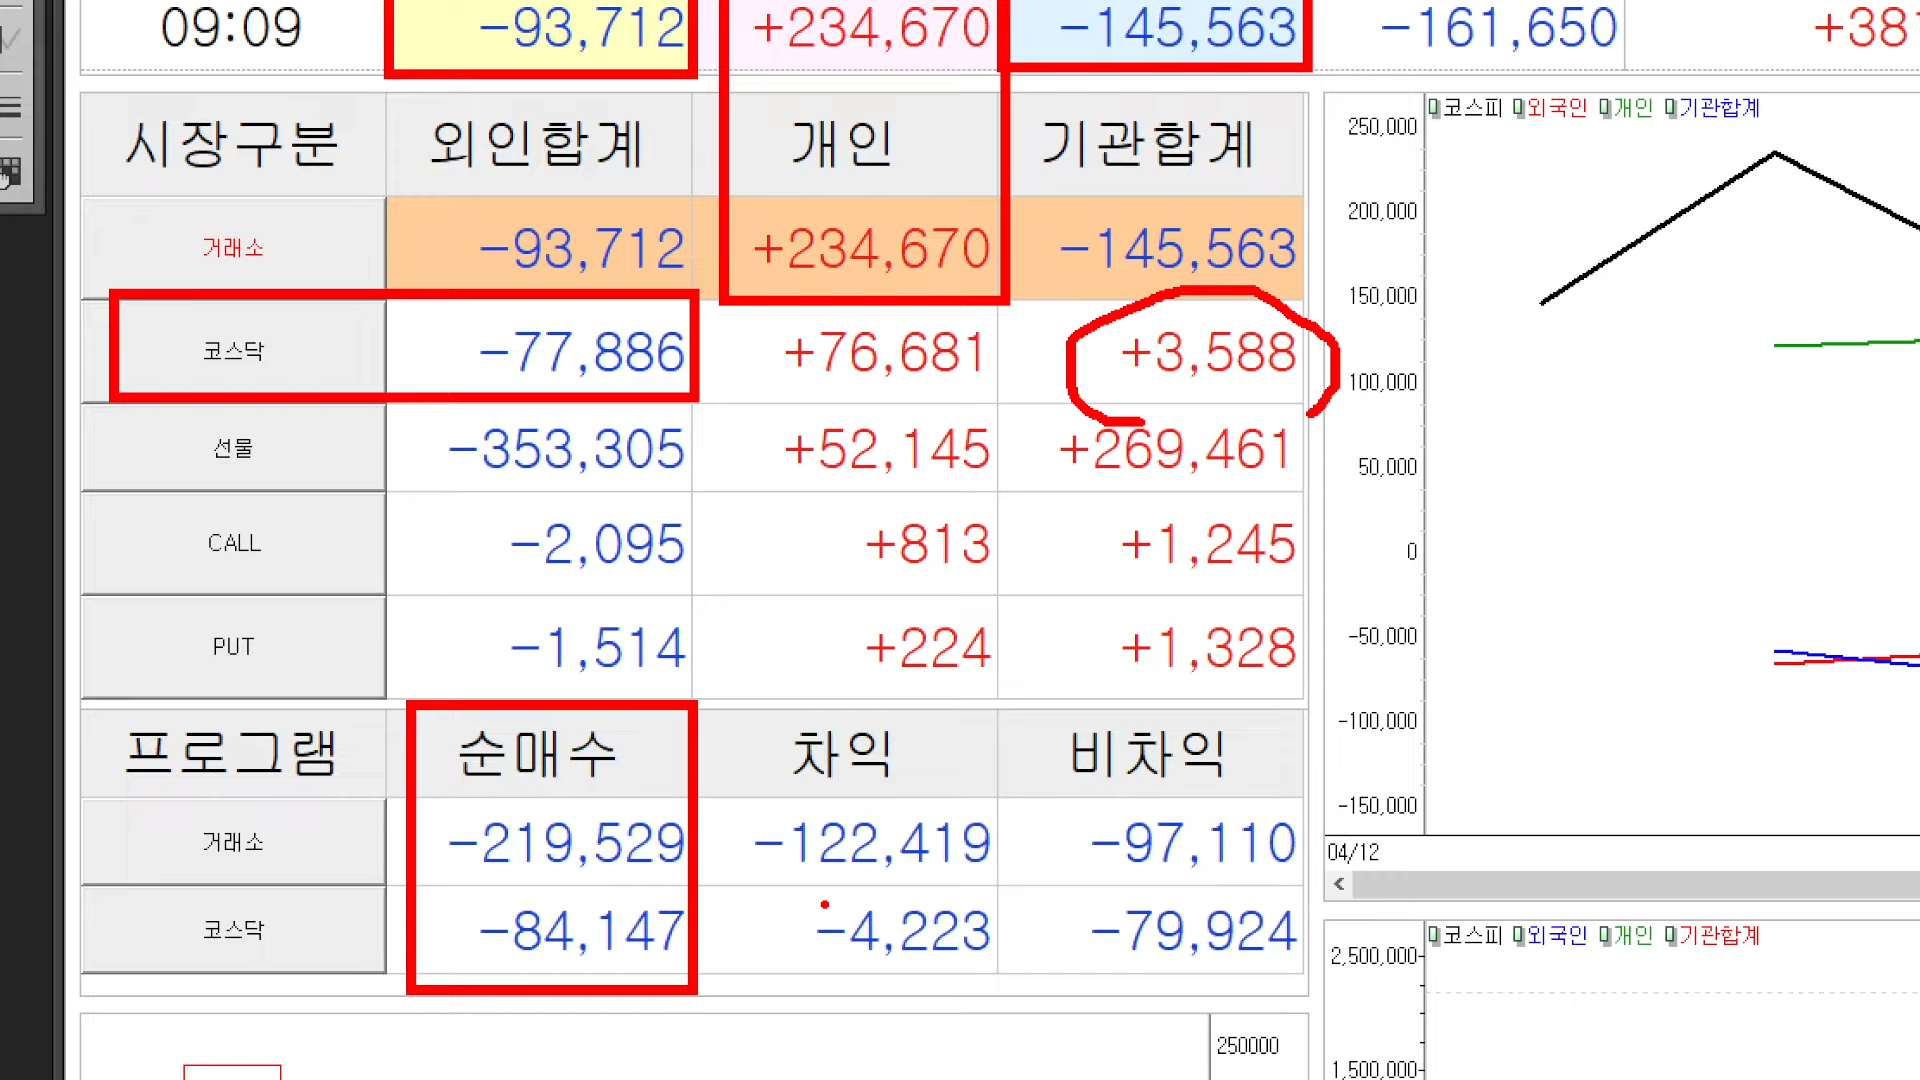 09:09 -93,712 +234,670 -145,563 -161,650
시장구분 외인합계 개인 기관합계
거래소 -93,712 +234,670 -145,563
코스닥 -77,886 +76,681 +3,588
선물 -353,305 +52,145 +269,461
CALL -2,095 +813 +1,245
PUT -1,514 +224 +1,328
프로그램 순매수 차익 비차익
거래소 -219,529 -122,419 -97,110
코스닥 -84,147 -4,223 -79,924
250000
코스피 외국인 개인 기관합계
250,000
200,000
150,000
100,000
50,000
0
-50,000
-100,000
-150,000
04/12
<
코스피 외국인 개인 기관합계
2,500,000
1,500,000